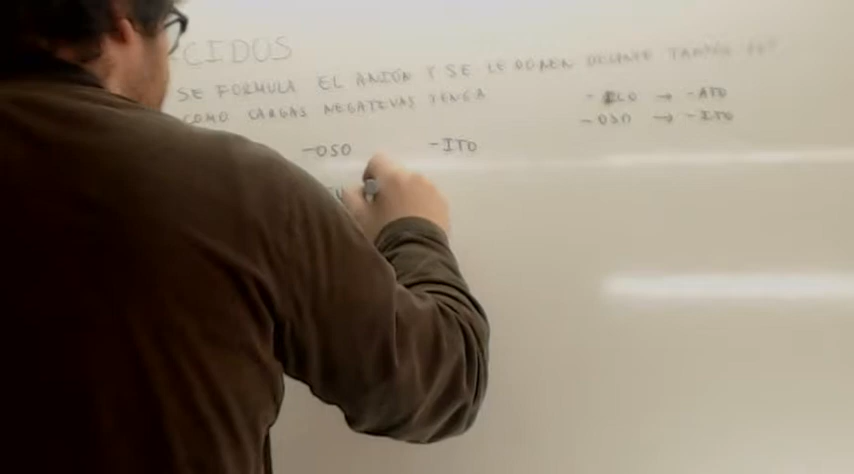 CIDOS
SE FORMULA EL ANIÓN Y SE LE PONEN DELANTE TANTOS
COMO CARGAS NEGATIVAS TENGA
- ICO → - ATO
- OSO → - ITO
-OSO -ITO